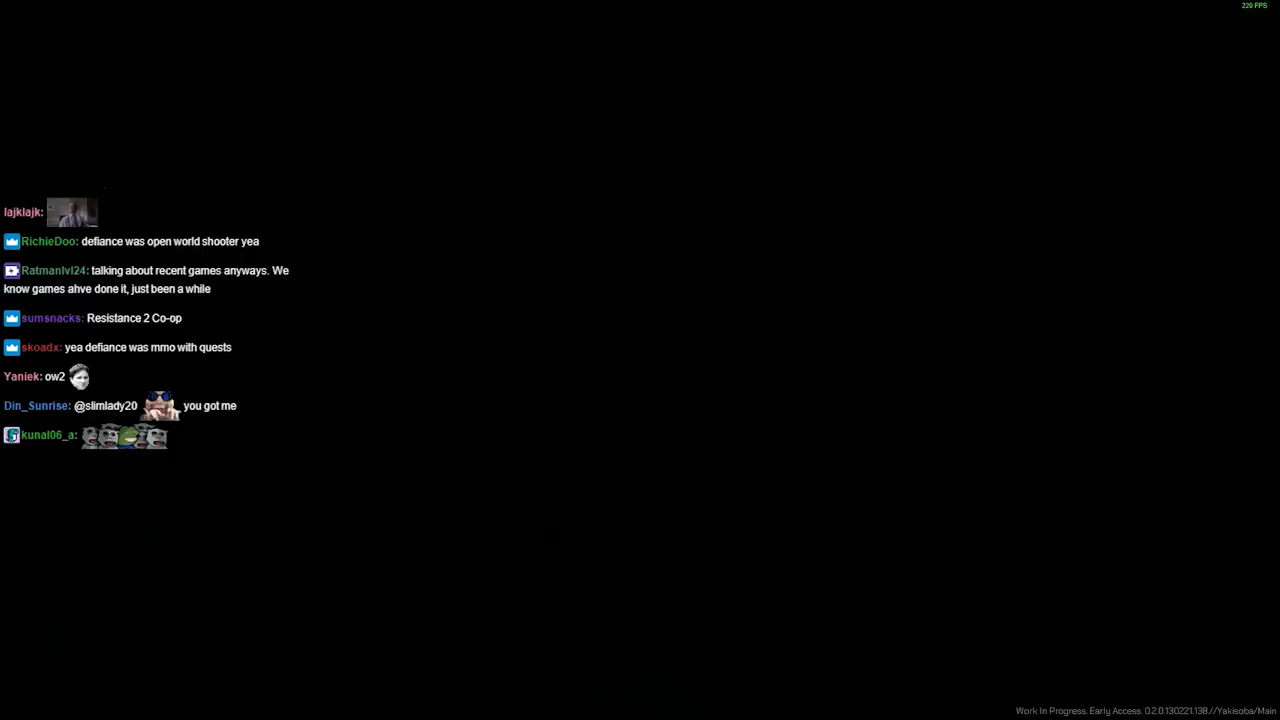 220 FPS
lajklajk:
RichieDoo: defiance was open world shooter yea
Ratmanlvl24: talking about recent games anyways. We
know games ahve done it, just been a while
sumsnacks: Resistance 2 Co-op
skoadx: yea defiance was mmo with quests
Yaniek: ow2
Din_Sunrise: @slimlady20 you got me
kunal06_a:
Work In Progress. Early Access. 0.2.0.130221.138//Yakisoba/Main